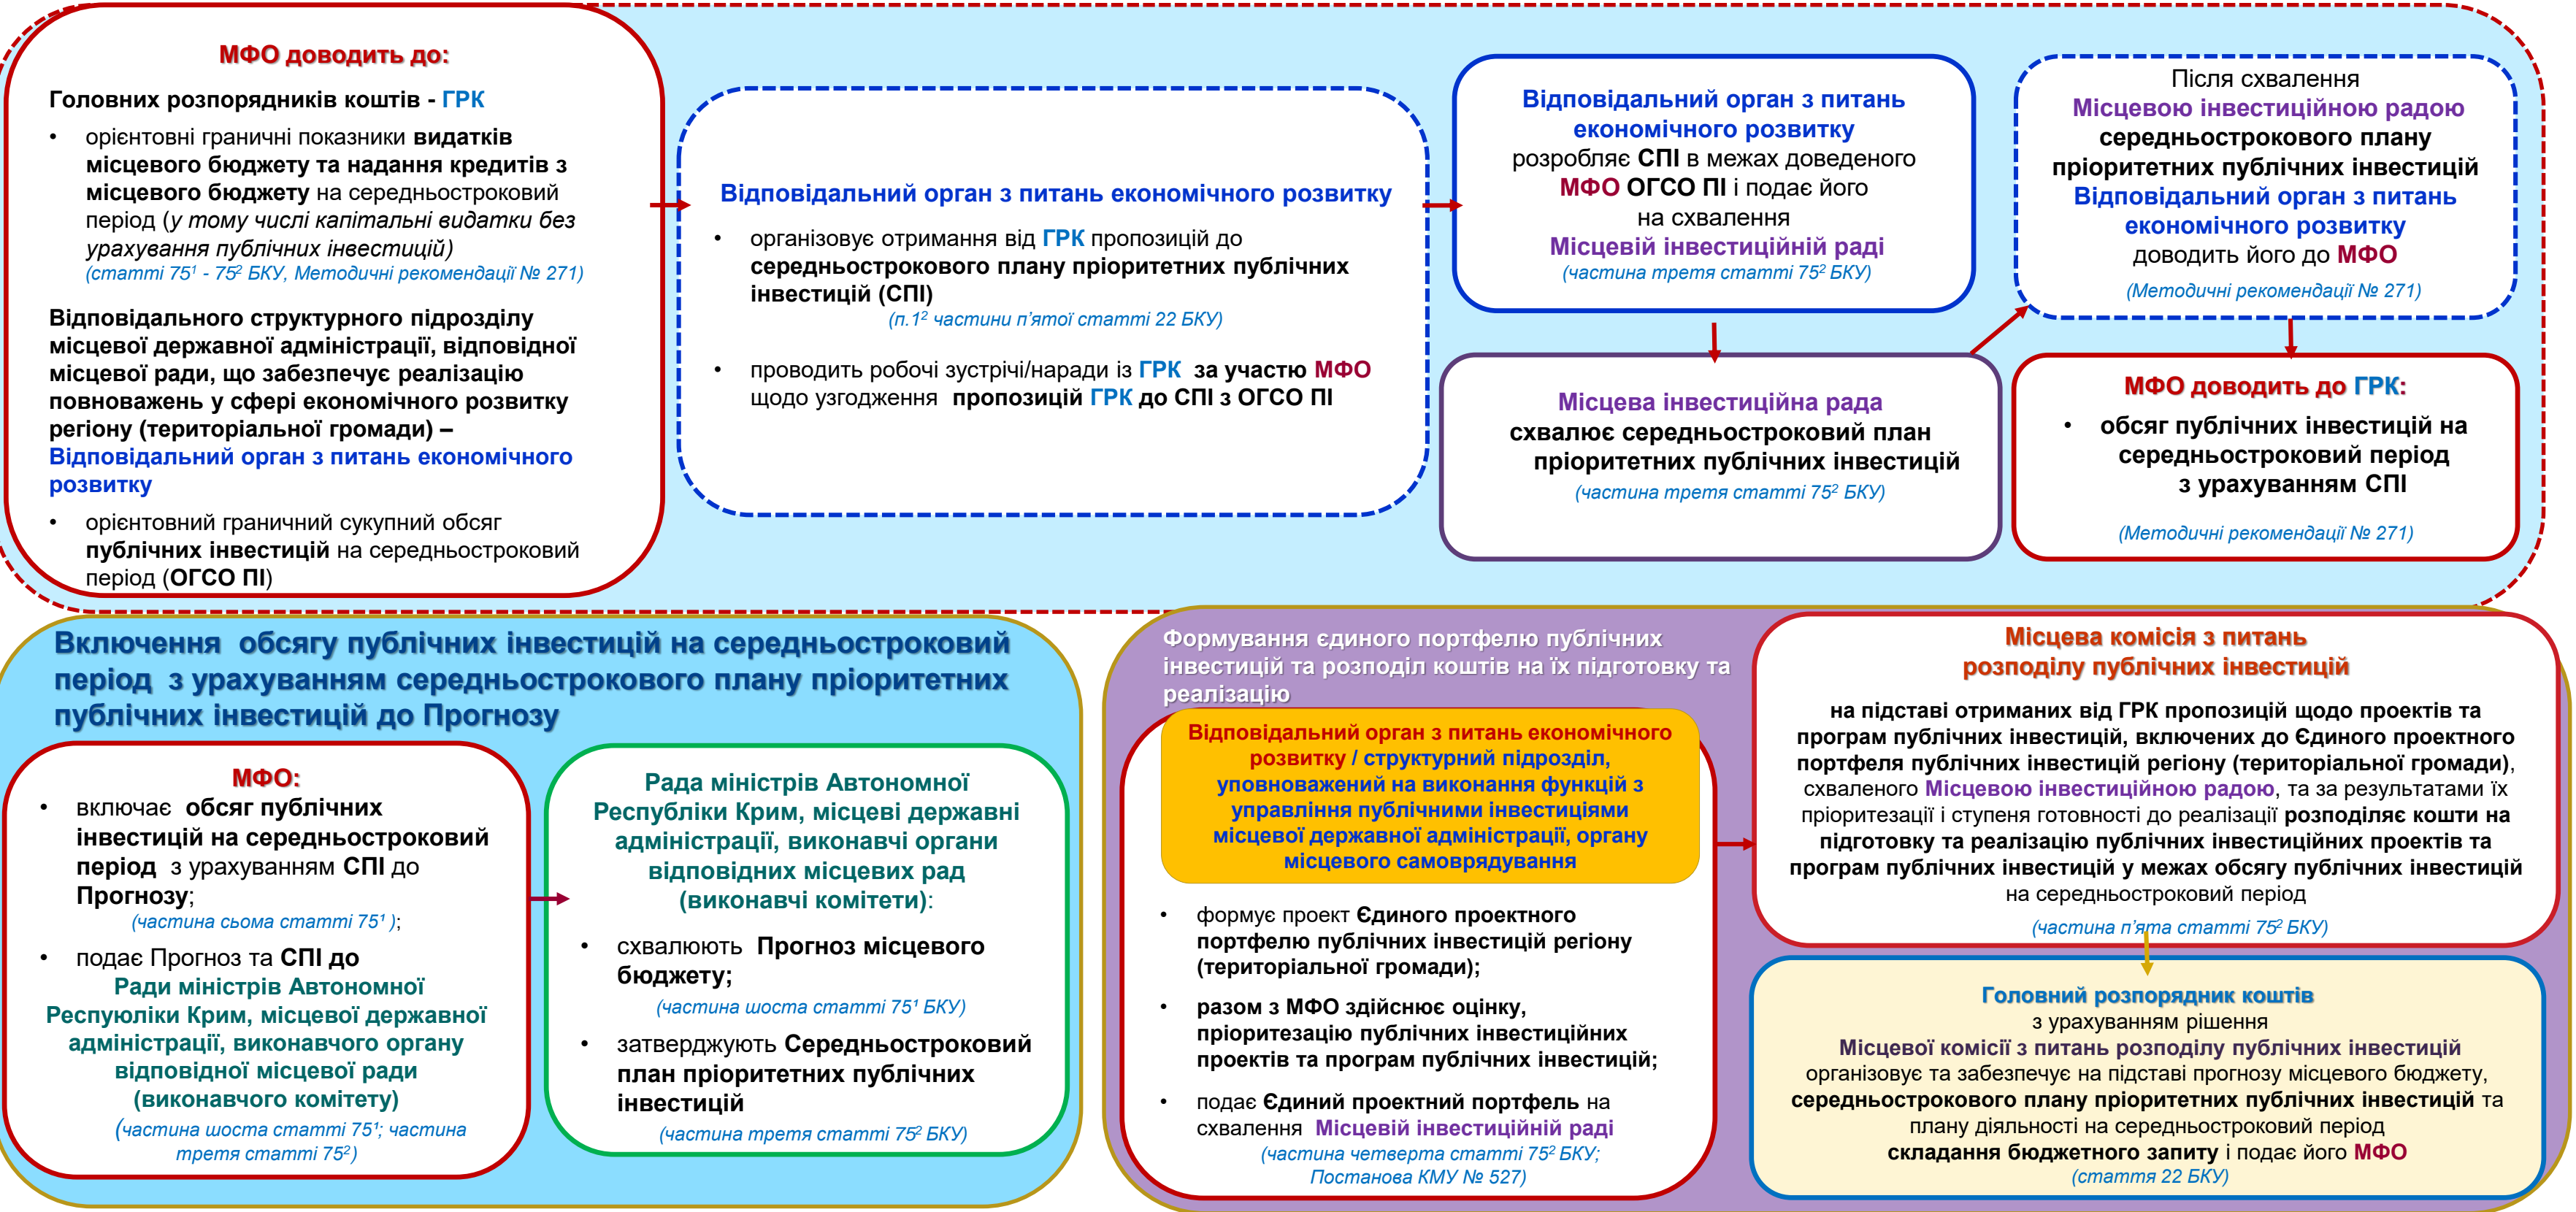 МФО доводить до:
Головних розпорядників коштів - ГРК
• орієнтовні граничні показники видатків
місцевого бюджету та надання кредитів з
місцевого бюджету на середньостроковий
період (у тому числі капітальні видатки без
урахування публічних інвестицій)
(статті 75¹ - 75² БКУ, Методичні рекомендації № 271)
Відповідального структурного підрозділу
місцевої державної адміністрації, відповідної
місцевої ради, що забезпечує реалізацію
повноважень у сфері економічного розвитку
регіону (територіальної громади) –
Відповідальний орган з питань економічного
розвитку
• орієнтовний граничний сукупний обсяг
публічних інвестицій на середньостроковий
період (ОГСО ПІ)
Відповідальний орган з питань економічного розвитку
• організовує отримання від ГРК пропозицій до
середньострокового плану пріоритетних публічних
інвестицій (СПІ)
(п.1² частини п'ятої статті 22 БКУ)
• проводить робочі зустрічі/наради із ГРК за участю МФО
щодо узгодження пропозицій ГРК до СПІ з ОГСО ПІ
Відповідальний орган з питань
економічного розвитку
розробляє СПІ в межах доведеного
МФО ОГСО ПІ і подає його
на схвалення
Місцевій інвестиційній раді
(частина третя статті 75² БКУ)
Місцева інвестиційна рада
схвалює середньостроковий план
пріоритетних публічних інвестицій
(частина третя статті 75² БКУ)
Після схвалення
Місцевою інвестиційною радою
середньострокового плану
пріоритетних публічних інвестицій
Відповідальний орган з питань
економічного розвитку
доводить його до МФО
(Методичні рекомендації № 271)
МФО доводить до ГРК:
• обсяг публічних інвестицій на
середньостроковий період
з урахуванням СПІ
(Методичні рекомендації № 271)
Включення обсягу публічних інвестицій на середньостроковий
період з урахуванням середньострокового плану пріоритетних
публічних інвестицій до Прогнозу
МФО:
• включає обсяг публічних
інвестицій на середньостроковий
період з урахуванням СПІ до
Прогнозу;
(частина сьома статті 75¹ );
• подає Прогноз та СПІ до
Ради міністрів Автономної
Респуюліки Крим, місцевої державної
адміністрації, виконавчого органу
відповідної місцевої ради
(виконавчого комітету)
(частина шоста статті 75¹; частина
третя статті 75²)
Рада міністрів Автономної
Республіки Крим, місцеві державні
адміністрації, виконавчі органи
відповідних місцевих рад
(виконавчі комітети):
• схвалюють Прогноз місцевого
бюджету;
(частина шоста статті 75¹ БКУ)
• затверджують Середньостроковий
план пріоритетних публічних
інвестицій
(частина третя статті 75² БКУ)
Формування єдиного портфелю публічних
інвестицій та розподіл коштів на їх підготовку та
реалізацію
Відповідальний орган з питань економічного
розвитку / структурний підрозділ,
уповноважений на виконання функцій з
управління публічними інвестиціями
місцевої державної адміністрації, органу
місцевого самоврядування
• формує проект Єдиного проектного
портфелю публічних інвестицій регіону
(територіальної громади);
• разом з МФО здійснює оцінку,
пріоритезацію публічних інвестиційних
проектів та програм публічних інвестицій;
• подає Єдиний проектний портфель на
схвалення Місцевій інвестиційній раді
(частина четверта статті 75² БКУ;
Постанова КМУ № 527)
Місцева комісія з питань
розподілу публічних інвестицій
на підставі отриманих від ГРК пропозицій щодо проектів та
програм публічних інвестицій, включених до Єдиного проектного
портфеля публічних інвестицій регіону (територіальної громади),
схваленого Місцевою інвестиційною радою, та за результатами їх
пріоритезації і ступеня готовності до реалізації розподіляє кошти на
підготовку та реалізацію публічних інвестиційних проектів та
програм публічних інвестицій у межах обсягу публічних інвестицій
на середньостроковий період
(частина п'ята статті 75² БКУ)
Головний розпорядник коштів
з урахуванням рішення
Місцевої комісії з питань розподілу публічних інвестицій
організовує та забезпечує на підставі прогнозу місцевого бюджету,
середньострокового плану пріоритетних публічних інвестицій та
плану діяльності на середньостроковий період
складання бюджетного запиту і подає його МФО
(стаття 22 БКУ)